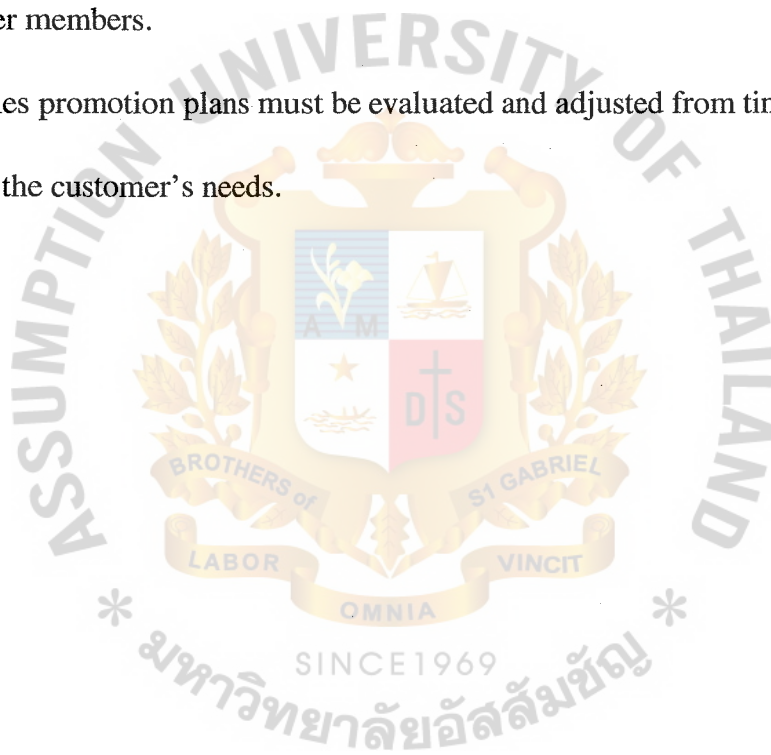 er members.
les promotion plans must be evaluated and adjusted from tin
the customer's needs.
ASSUMPTION UNIVERSITY OF THAILAND
A M
D S
BROTHERS of S1 GABRIEL
LABOR VINCIT
OMNIA
* SINCE1969 *
มหาวิทยาลัยอัสสัมชัญ